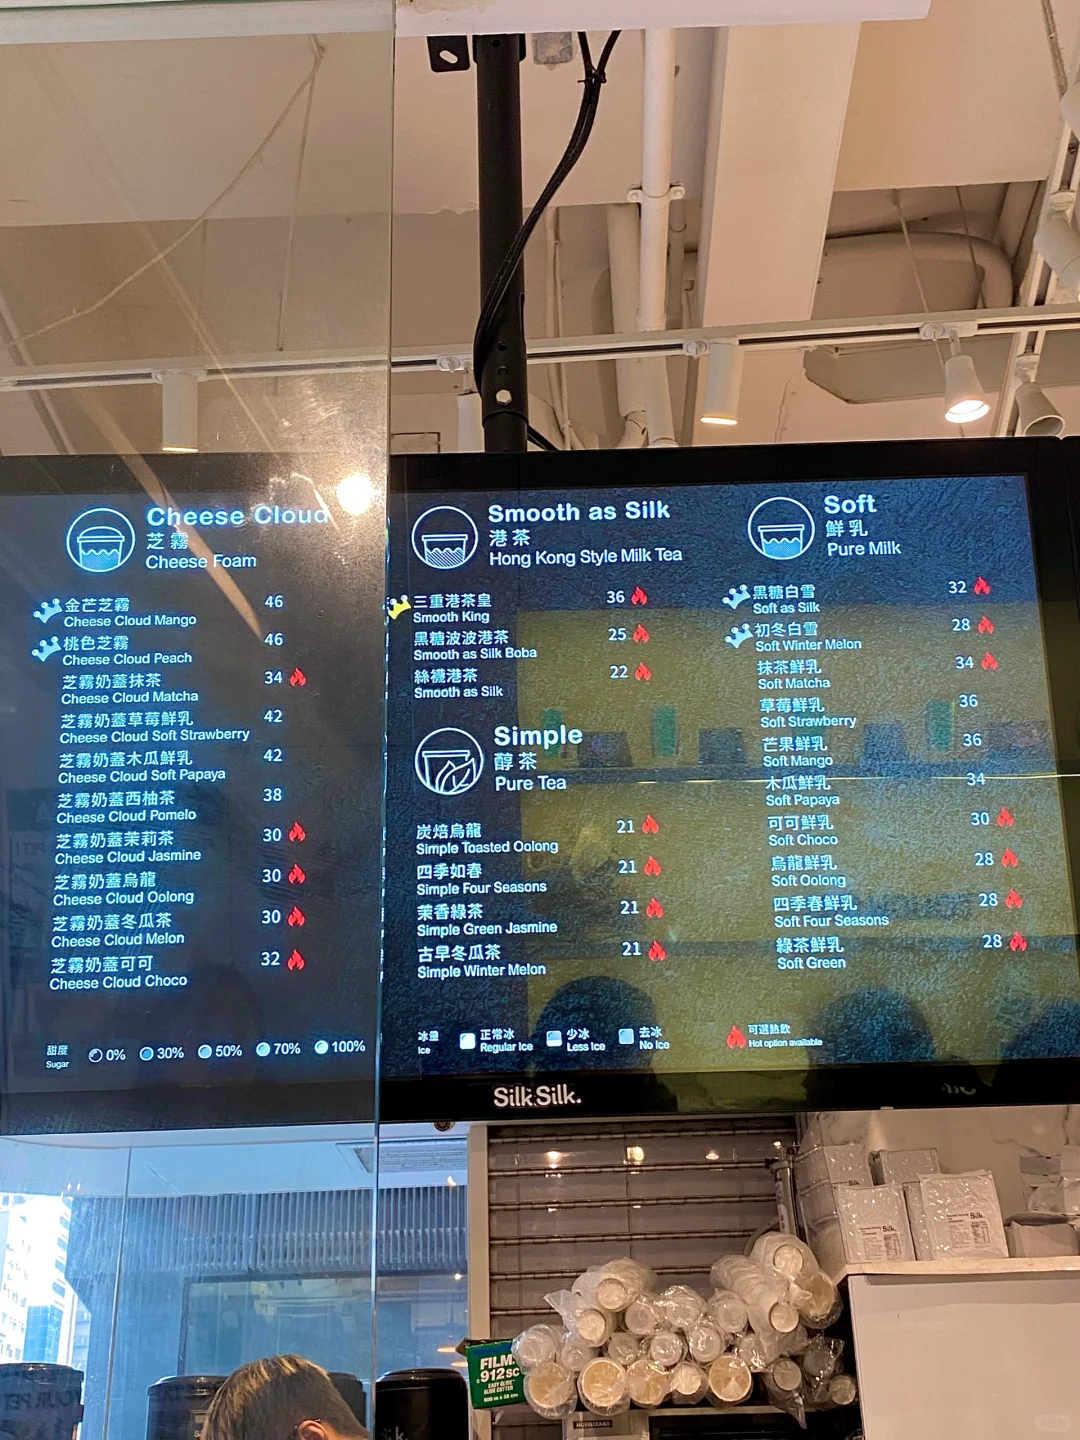 Cheese Cloud
芝霧
Cheese Foam
金芒芝霧 46
Cheese Cloud Mango
桃色芝霧 46
Cheese Cloud Peach
芝霧奶蓋抹茶 34
Cheese Cloud Matcha
芝霧奶蓋草莓鮮乳 42
Cheese Cloud Soft Strawberry
芝霧奶蓋木瓜鮮乳 42
Cheese Cloud Soft Papaya
芝霧奶蓋西柚茶 38
Cheese Cloud Pomelo
芝霧奶蓋茉莉茶 30
Cheese Cloud Jasmine
芝霧奶蓋烏龍 30
Cheese Cloud Oolong
芝霧奶蓋冬瓜茶 30
Cheese Cloud Melon
芝霧奶蓋可可 32
Cheese Cloud Choco
甜度
Sugar
0% 30% 50% 70% 100%
Smooth as Silk
港茶
Hong Kong Style Milk Tea
三重港茶皇 36
Smooth King
黑糖波波港茶 25
Smooth as Silk Boba
絲襪港茶 22
Smooth as Silk
Simple
醇茶
Pure Tea
炭焙烏龍 21
Simple Toasted Oolong
四季如春 21
Simple Four Seasons
茉香綠茶 21
Simple Green Jasmine
古早冬瓜茶 21
Simple Winter Melon
冰量 正常冰 少冰 去冰
Ice Regular Ice Less Ice No Ice
Soft
鮮乳
Pure Milk
黑糖白雪 32
Soft as Silk
初冬白雪 28
Soft Winter Melon
抹茶鮮乳 34
Soft Matcha
草莓鮮乳 36
Soft Strawberry
芒果鮮乳 36
Soft Mango
木瓜鮮乳 34
Soft Papaya
可可鮮乳 30
Soft Choco
烏龍鮮乳 28
Soft Oolong
四季春鮮乳 28
Soft Four Seasons
綠茶鮮乳 28
Soft Green
可選熱飲
Hot option available
SilkSilk.
FILM
912SC
EASY GLIDE
SLIDE CUTTER
HOSHIZAKI